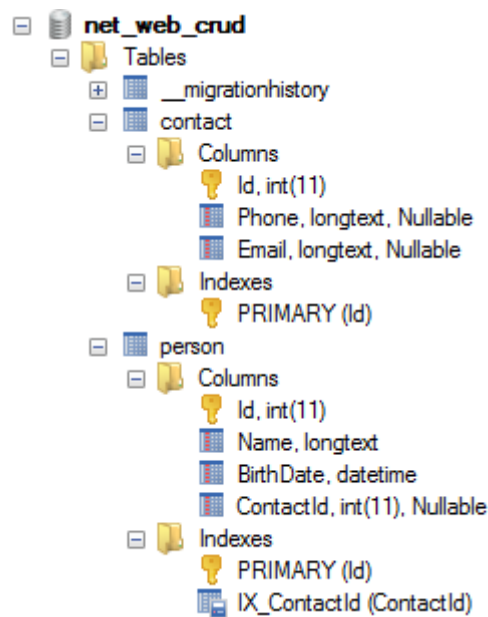 net_web_crud
Tables
__migrationhistory
contact
Columns
Id, int(11)
Phone, longtext, Nullable
Email, longtext, Nullable
Indexes
PRIMARY (Id)
person
Columns
Id, int(11)
Name, longtext
BirthDate, datetime
ContactId, int(11), Nullable
Indexes
PRIMARY (Id)
IX_ContactId (ContactId)